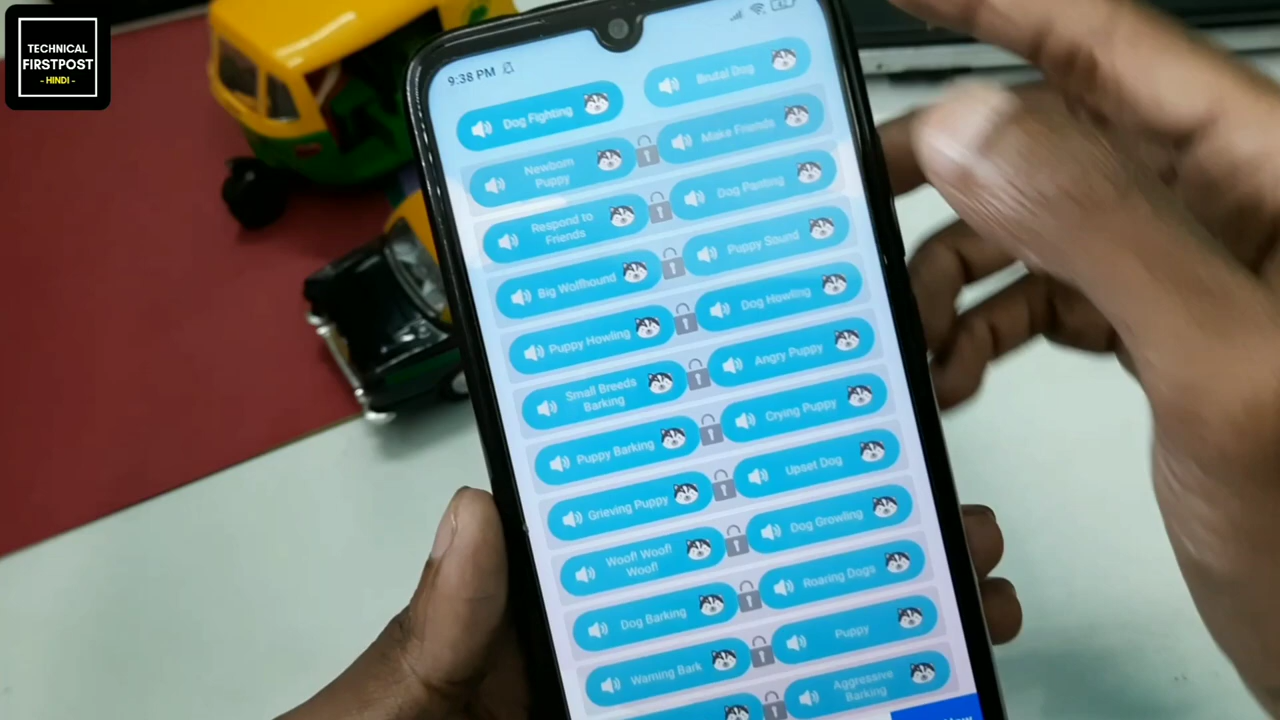 TECHNICAL
FIRSTPOST
- HINDI -
9:38 PM
Dog Fighting
Brutal Dog
Newborn
Puppy
Make Friends
Respond to
Friends
Dog Panting
Big Wolfhound
Puppy Sound
Puppy Howling
Dog Howling
Small Breeds
Barking
Angry Puppy
Puppy Barking
Crying Puppy
Grieving Puppy
Upset Dog
Woof! Woof!
Woof!
Dog Growling
Dog Barking
Roaring Dogs
Warning Bark
Puppy
Aggressive
Barking